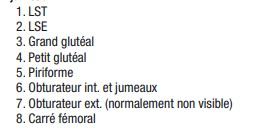 1. LST
2. LSE
3. Grand glutéal
4. Petit glutéal
5. Piriforme
6. Obturateur int. et jumeaux
7. Obturateur ext. (normalement non visible)
8. Carré fémoral